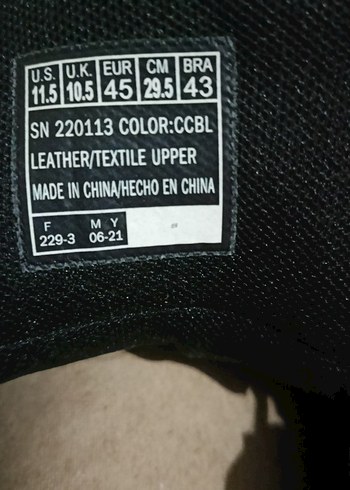 U.S. U.K. EUR CM BRA
11.5 10.5 45 29.5 43
SN 220113 COLOR:CCBL
LEATHER/TEXTILE UPPER
MADE IN CHINA/HECHO EN CHINA
F M Y
229-3 06-21